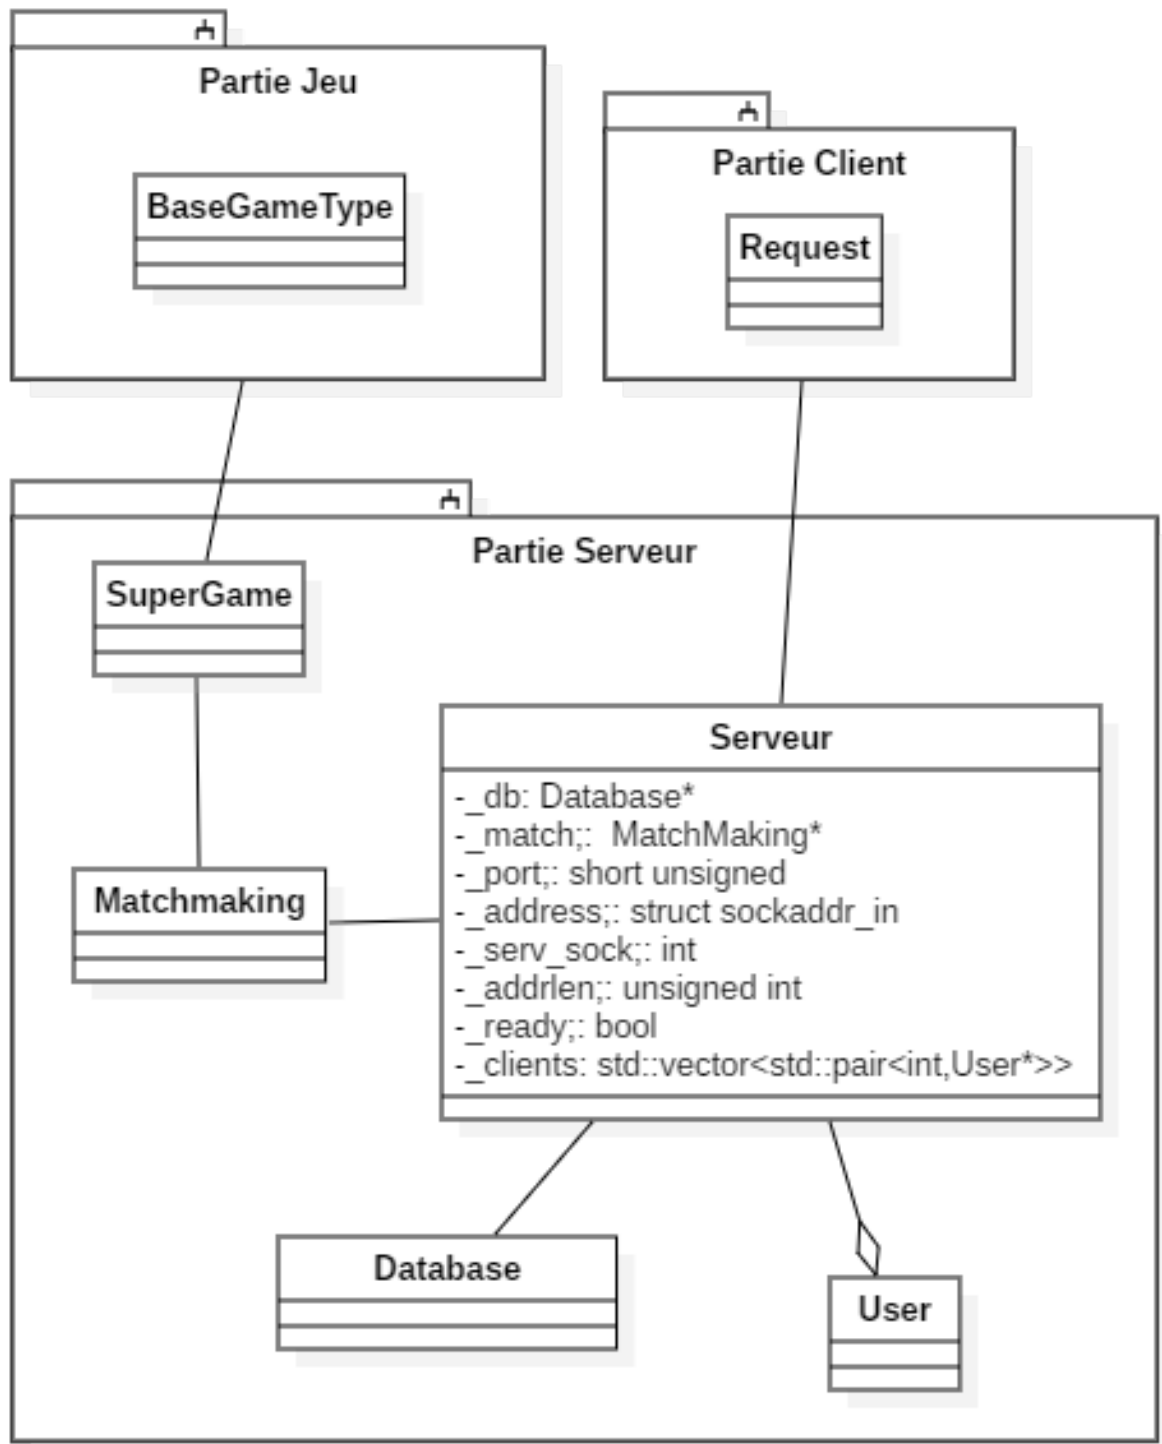 Partie Jeu
BaseGameType
Partie Client
Request
Partie Serveur
SuperGame
Matchmaking
Serveur
-_db: Database*
-_match;:  MatchMaking*
-_port;: short unsigned
-_address;: struct sockaddr_in
-_serv_sock;: int
-_addrlen;: unsigned int
-_ready;: bool
-_clients: std::vector<std::pair<int,User*>>
Database
User